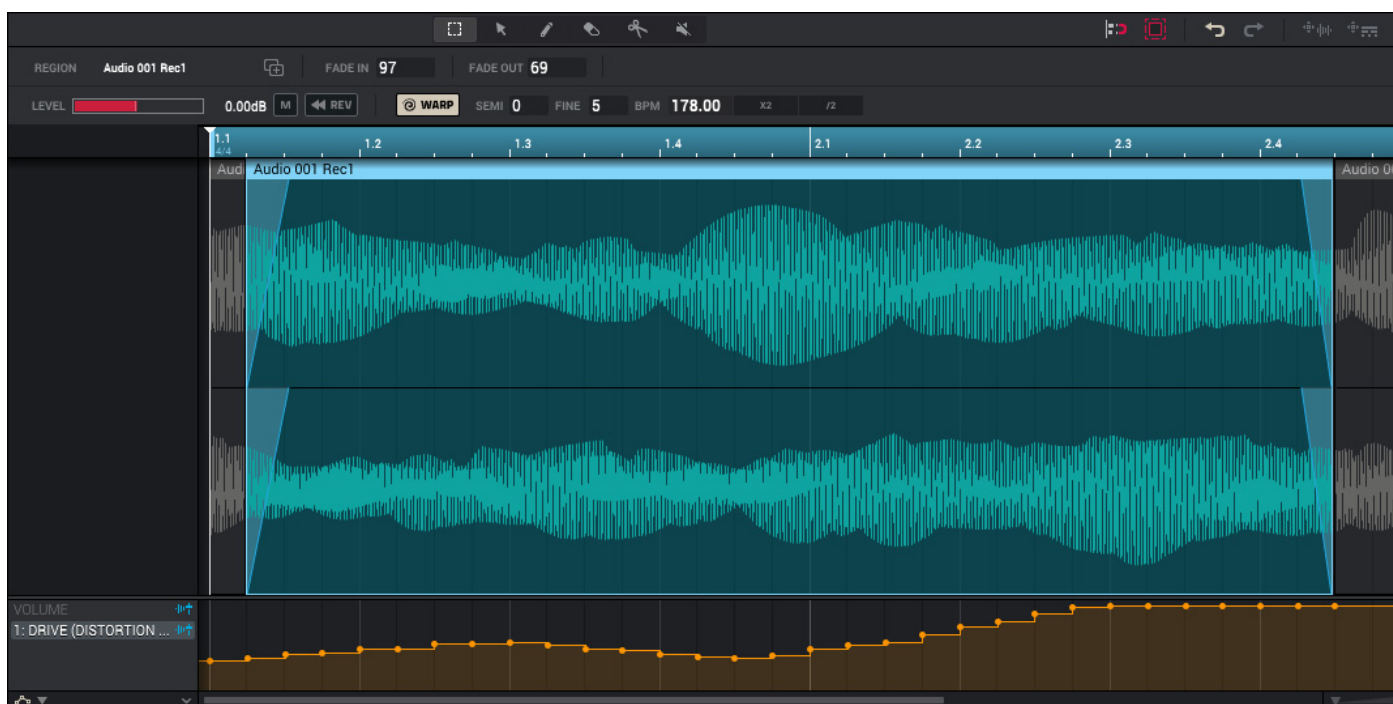 REGION Audio 001 Rec1 FADE IN 97 FADE OUT 69
LEVEL 0.00dB M REV WARP SEMI 0 FINE 5 BPM 178.00 X2 /2
1.1 1.2 1.3 1.4 2.1 2.2 2.3 2.4
4/4
Audi Audio 001 Rec1 Audio 00
VOLUME
1: DRIVE (DISTORTION ...